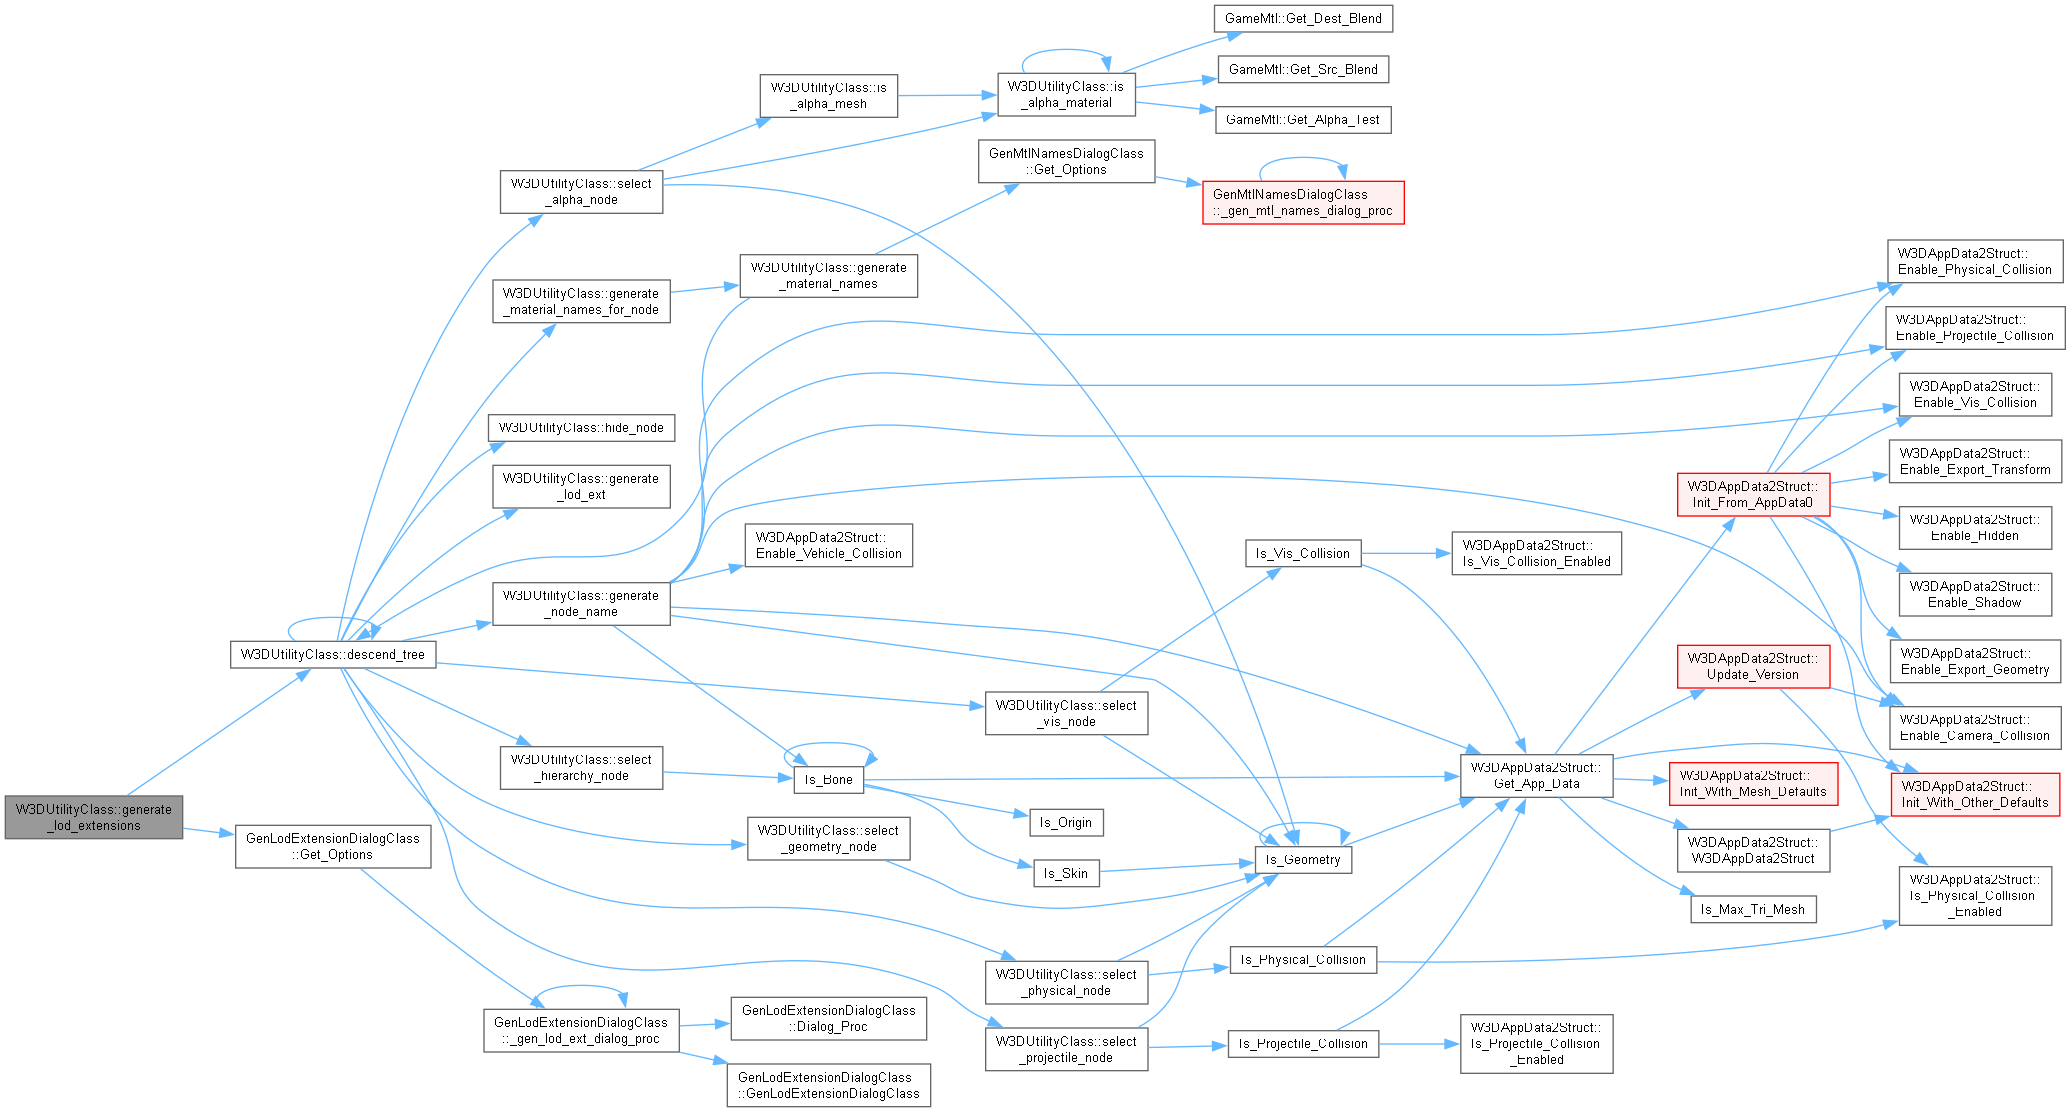 GameMtl::Get_Dest_Blend
GameMtl::Get_Src_Blend
GameMtl::Get_Alpha_Test
W3DUtilityClass::is
_alpha_mesh
W3DUtilityClass::is
_alpha_material
GenMtlNamesDialogClass
::Get_Options
GenMtlNamesDialogClass
::_gen_mtl_names_dialog_proc
W3DUtilityClass::select
_alpha_node
W3DUtilityClass::generate
_material_names
W3DUtilityClass::generate
_material_names_for_node
W3DUtilityClass::hide_node
W3DUtilityClass::generate
_lod_ext
W3DAppData2Struct::
Enable_Vehicle_Collision
W3DUtilityClass::generate
_node_name
W3DUtilityClass::descend_tree
W3DUtilityClass::select
_vis_node
W3DUtilityClass::select
_hierarchy_node
W3DUtilityClass::generate
_lod_extensions
GenLodExtensionDialogClass
::Get_Options
W3DUtilityClass::select
_geometry_node
Is_Bone
Is_Origin
Is_Skin
Is_Geometry
Is_Vis_Collision
W3DAppData2Struct::
Is_Vis_Collision_Enabled
W3DAppData2Struct::
Get_App_Data
W3DUtilityClass::select
_physical_node
W3DUtilityClass::select
_projectile_node
Is_Physical_Collision
Is_Projectile_Collision
W3DAppData2Struct::
Is_Projectile_Collision
_Enabled
GenLodExtensionDialogClass
::_gen_lod_ext_dialog_proc
GenLodExtensionDialogClass
::Dialog_Proc
GenLodExtensionDialogClass
::GenLodExtensionDialogClass
W3DAppData2Struct::
Init_From_AppData0
W3DAppData2Struct::
Update_Version
W3DAppData2Struct::
Init_With_Mesh_Defaults
W3DAppData2Struct::
W3DAppData2Struct
Is_Max_Tri_Mesh
W3DAppData2Struct::
Enable_Physical_Collision
W3DAppData2Struct::
Enable_Projectile_Collision
W3DAppData2Struct::
Enable_Vis_Collision
W3DAppData2Struct::
Enable_Export_Transform
W3DAppData2Struct::
Enable_Hidden
W3DAppData2Struct::
Enable_Shadow
W3DAppData2Struct::
Enable_Export_Geometry
W3DAppData2Struct::
Enable_Camera_Collision
W3DAppData2Struct::
Init_With_Other_Defaults
W3DAppData2Struct::
Is_Physical_Collision
_Enabled